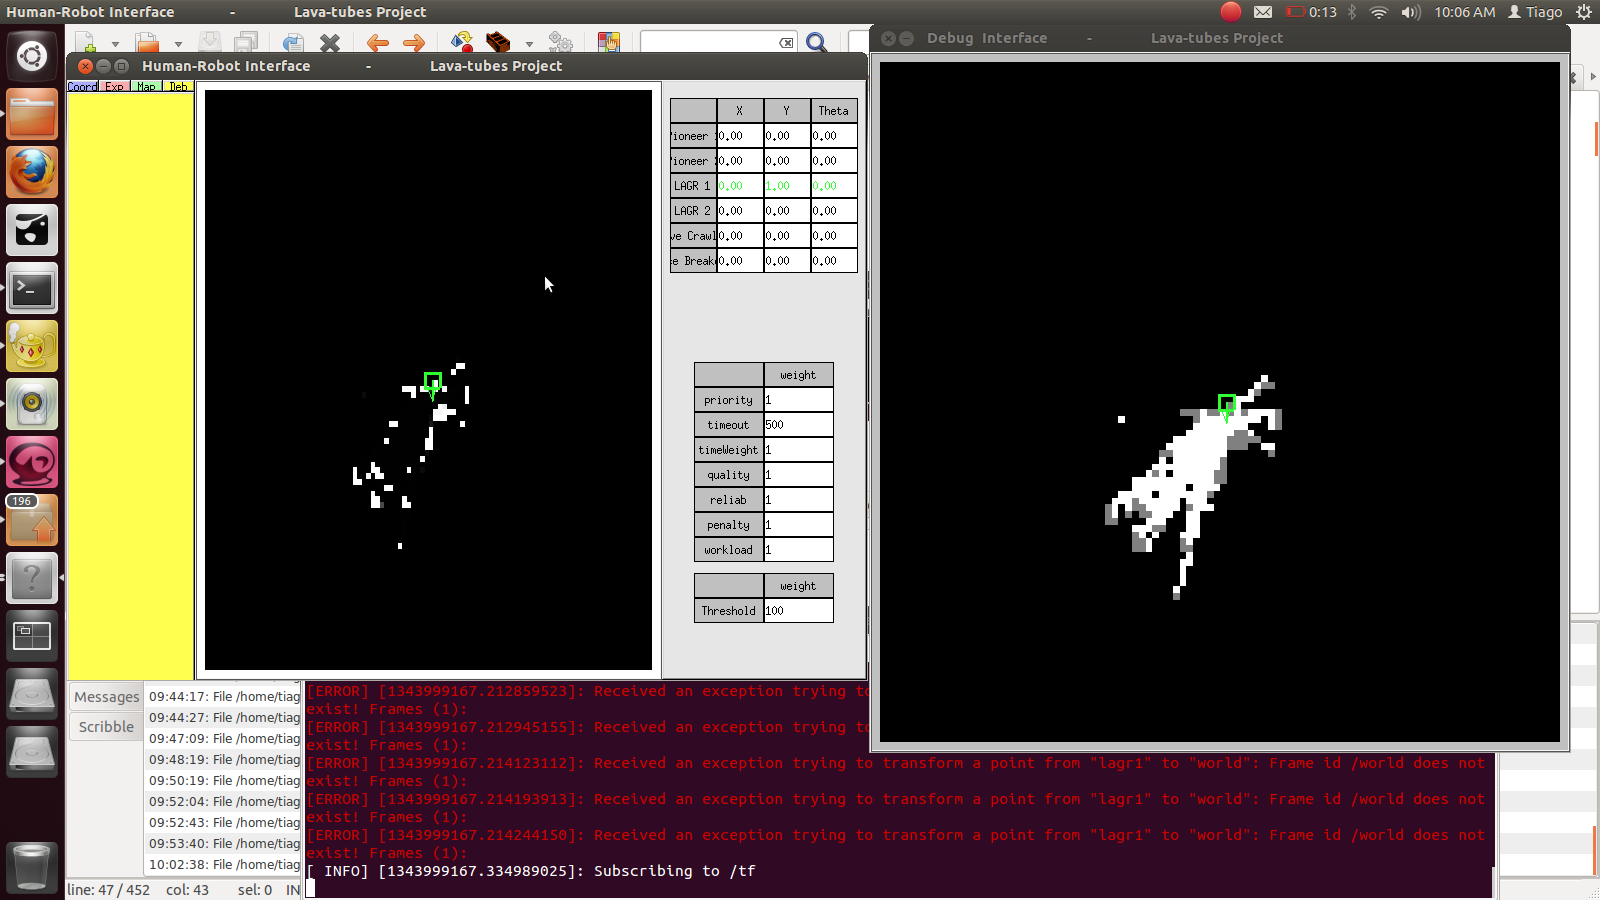 Human-Robot Interface - Lava-tubes Project
0:13
10:06 AM
Tiago
Debug Interface - Lava-tubes Project
Human-Robot Interface - Lava-tubes Project
Coord Exp Map Deb
X Y Theta
Pioneer 0.00 0.00 0.00
Pioneer 0.00 0.00 0.00
LAGR 1 0.00 1.00 0.00
LAGR 2 0.00 0.00 0.00
ve Crawl 0.00 0.00 0.00
e Break 0.00 0.00 0.00
weight
priority 1
timeout 500
timeWeight 1
quality 1
reliab 1
penalty 1
workload 1
weight
Threshold 100
196
Messages
Scribble
09:44:17: File /home/tiag
09:44:27: File /home/tiag
09:47:09: File /home/tiag
09:48:19: File /home/tiag
09:50:19: File /home/tiag
09:52:04: File /home/tiag
09:52:43: File /home/tiag
09:53:40: File /home/tiag
10:02:38: File /home/tiag
[ERROR] [1343999167.212859523]: Received an exception trying to
exist! Frames (1):
[ERROR] [1343999167.212945155]: Received an exception trying to
exist! Frames (1):
[ERROR] [1343999167.214123112]: Received an exception trying to transform a point from "lagr1" to "world": Frame id /world does not
exist! Frames (1):
[ERROR] [1343999167.214193913]: Received an exception trying to transform a point from "lagr1" to "world": Frame id /world does not
exist! Frames (1):
[ERROR] [1343999167.214244150]: Received an exception trying to transform a point from "lagr1" to "world": Frame id /world does not
exist! Frames (1):
[ INFO] [1343999167.334989025]: Subscribing to /tf
line: 47 / 452 col: 43 sel: 0 IN